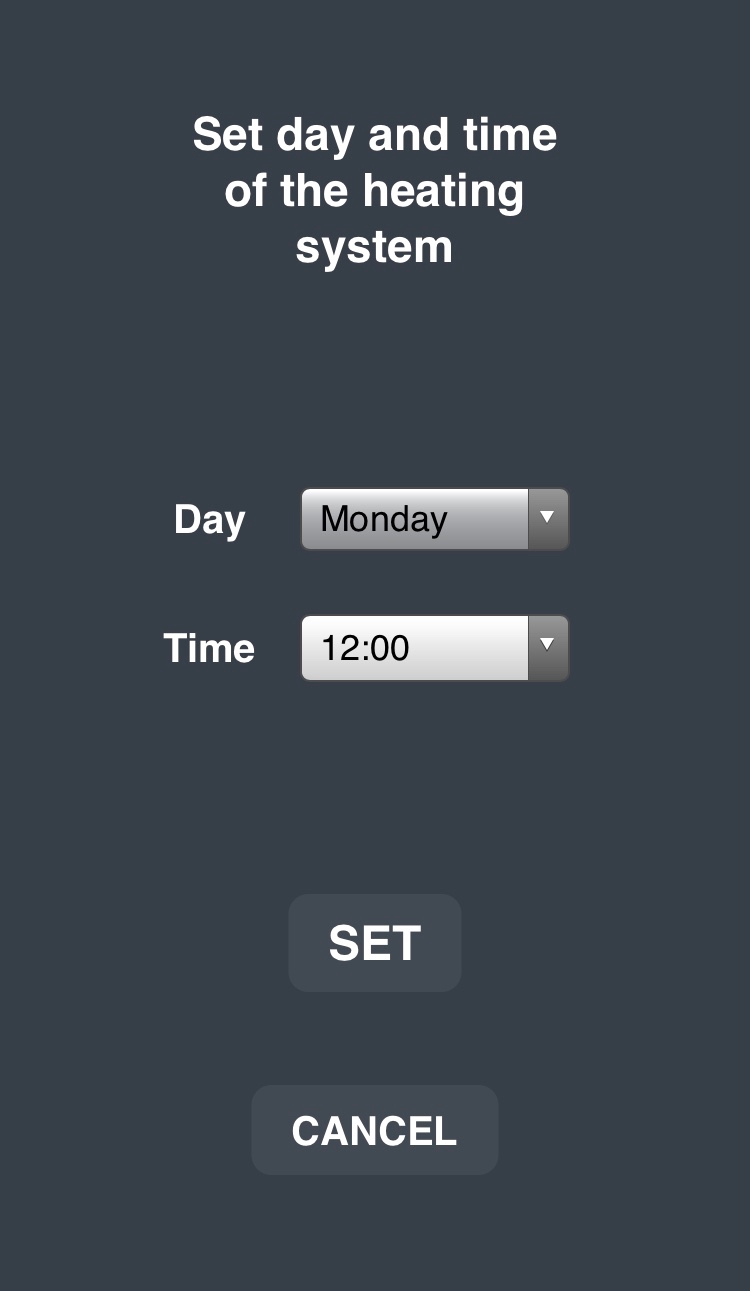 Set day and time
of the heating
system
Day Monday
Time 12:00
SET
CANCEL